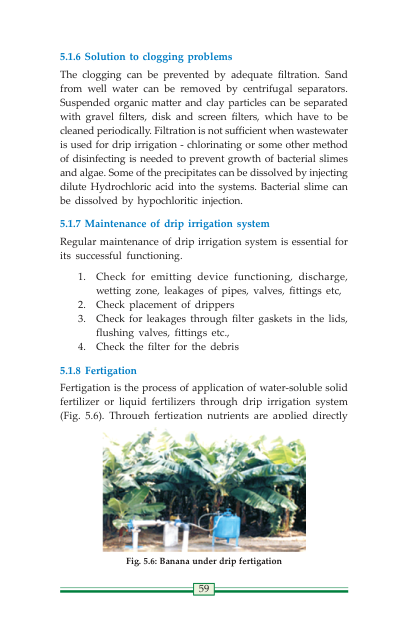 5.1.6 Solution to clogging problems
The clogging can be prevented by adequate filtration. Sand
from well water can be removed by centrifugal separators.
Suspended organic matter and clay particles can be separated
with gravel filters, disk and screen filters, which have to be
cleaned periodically. Filtration is not sufficient when wastewater
is used for drip irrigation - chlorinating or some other method
of disinfecting is needed to prevent growth of bacterial slimes
and algae. Some of the precipitates can be dissolved by injecting
dilute Hydrochloric acid into the systems. Bacterial slime can
be dissolved by hypochloritic injection.
5.1.7 Maintenance of drip irrigation system
Regular maintenance of drip irrigation system is essential for
its successful functioning.
1. Check for emitting device functioning, discharge,
wetting zone, leakages of pipes, valves, fittings etc,
2. Check placement of drippers
3. Check for leakages through filter gaskets in the lids,
flushing valves, fittings etc.,
4. Check the filter for the debris
5.1.8 Fertigation
Fertigation is the process of application of water-soluble solid
fertilizer or liquid fertilizers through drip irrigation system
(Fig. 5.6). Through fertigation nutrients are applied directly
Fig. 5.6: Banana under drip fertigation
59